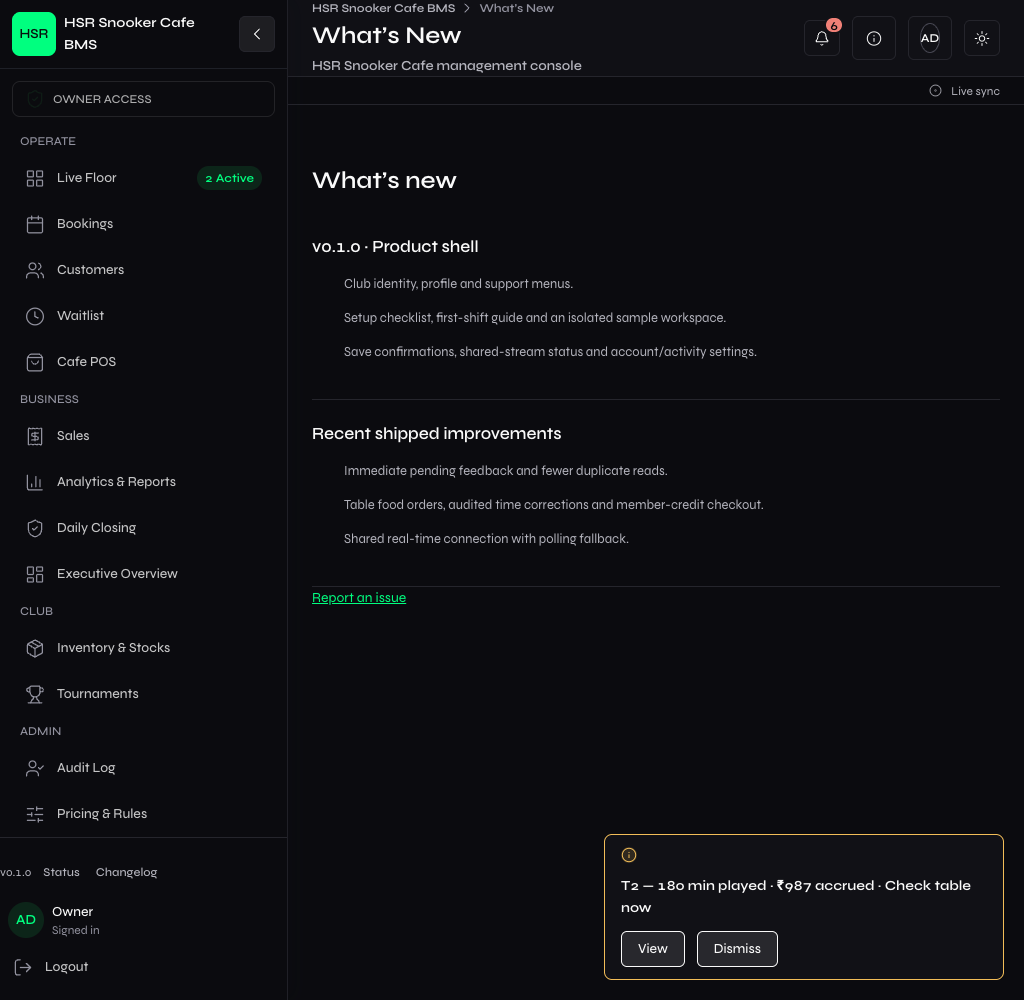 HSR
HSR Snooker Cafe
BMS
OWNER ACCESS
OPERATE
Live Floor
2 Active
Bookings
Customers
Waitlist
Cafe POS
BUSINESS
Sales
Analytics & Reports
Daily Closing
Executive Overview
CLUB
Inventory & Stocks
Tournaments
ADMIN
Audit Log
Pricing & Rules
v0.1.0 Status Changelog
AD
Owner
Signed in
Logout
HSR Snooker Cafe BMS > What's New
What's New
HSR Snooker Cafe management console
6
AD
Live sync
What's new
v0.1.0 · Product shell
Club identity, profile and support menus.
Setup checklist, first-shift guide and an isolated sample workspace.
Save confirmations, shared-stream status and account/activity settings.
Recent shipped improvements
Immediate pending feedback and fewer duplicate reads.
Table food orders, audited time corrections and member-credit checkout.
Shared real-time connection with polling fallback.
Report an issue
T2 — 180 min played · ₹987 accrued · Check table
now
View
Dismiss